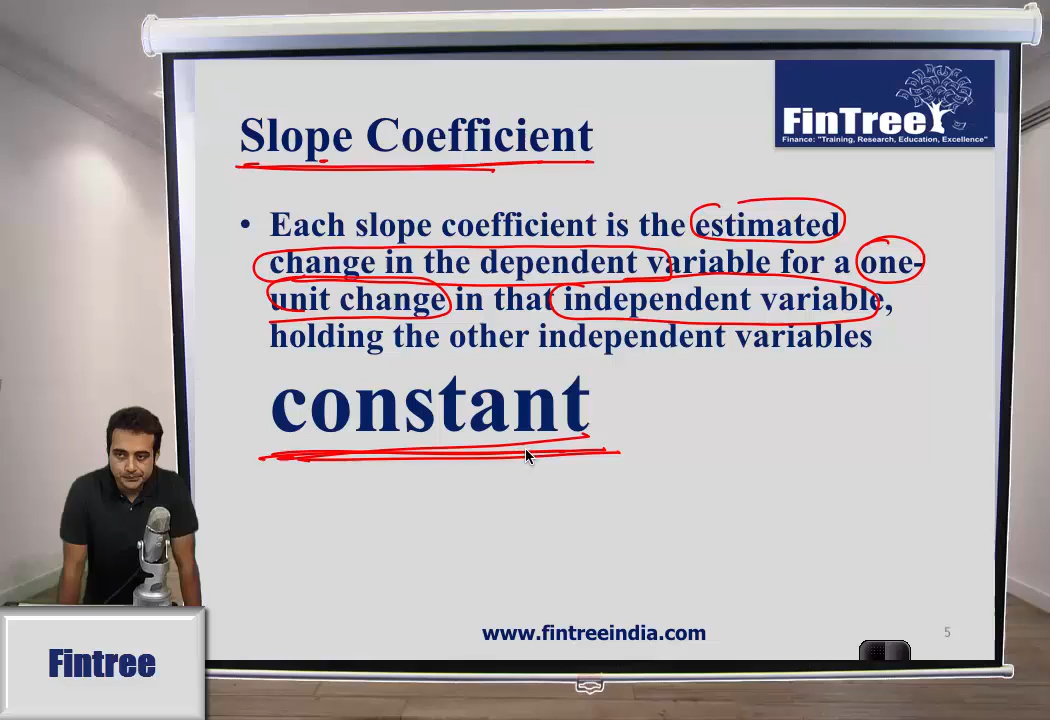 FinTree
Finance: "Training, Research, Education, Excellence"
Slope Coefficient
• Each slope coefficient is the estimated
change in the dependent variable for a one-
unit change in that independent variable,
holding the other independent variables
constant
www.fintreeindia.com
5
Fintree